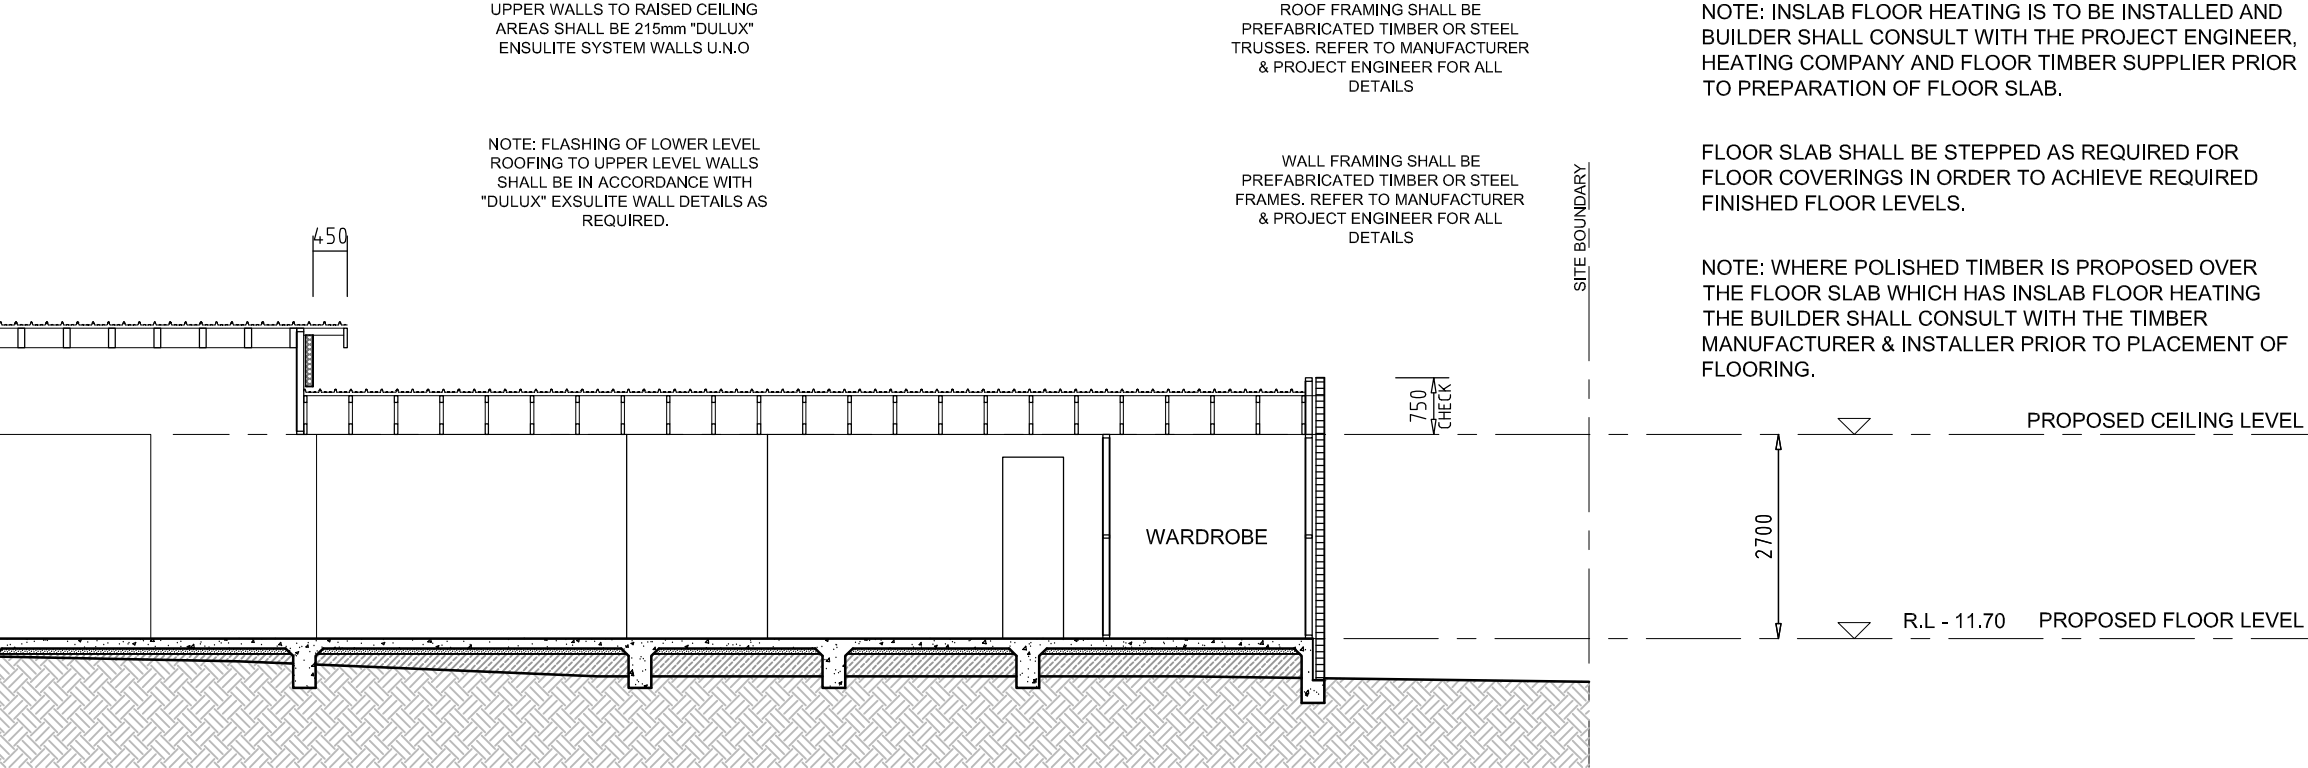 UPPER WALLS TO RAISED CEILING
AREAS SHALL BE 215mm "DULUX"
ENSULITE SYSTEM WALLS U.N.O
NOTE: FLASHING OF LOWER LEVEL
ROOFING TO UPPER LEVEL WALLS
SHALL BE IN ACCORDANCE WITH
"DULUX" EXSULITE WALL DETAILS AS
REQUIRED.
450
ROOF FRAMING SHALL BE
PREFABRICATED TIMBER OR STEEL
TRUSSES. REFER TO MANUFACTURER
& PROJECT ENGINEER FOR ALL
DETAILS
WALL FRAMING SHALL BE
PREFABRICATED TIMBER OR STEEL
FRAMES. REFER TO MANUFACTURER
& PROJECT ENGINEER FOR ALL
DETAILS
SITE BOUNDARY
NOTE: INSLAB FLOOR HEATING IS TO BE INSTALLED AND
BUILDER SHALL CONSULT WITH THE PROJECT ENGINEER,
HEATING COMPANY AND FLOOR TIMBER SUPPLIER PRIOR
TO PREPARATION OF FLOOR SLAB.
FLOOR SLAB SHALL BE STEPPED AS REQUIRED FOR
FLOOR COVERINGS IN ORDER TO ACHIEVE REQUIRED
FINISHED FLOOR LEVELS.
NOTE: WHERE POLISHED TIMBER IS PROPOSED OVER
THE FLOOR SLAB WHICH HAS INSLAB FLOOR HEATING
THE BUILDER SHALL CONSULT WITH THE TIMBER
MANUFACTURER & INSTALLER PRIOR TO PLACEMENT OF
FLOORING.
750
CHECK
PROPOSED CEILING LEVEL
WARDROBE
2700
R.L - 11.70 PROPOSED FLOOR LEVEL